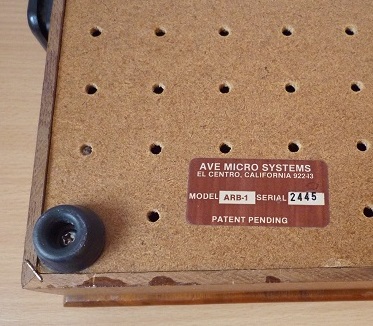 AVE MICRO SYSTEMS
EL CENTRO, CALIFORNIA 92243
MODEL ARB-1 SERIAL 2445
PATENT PENDING